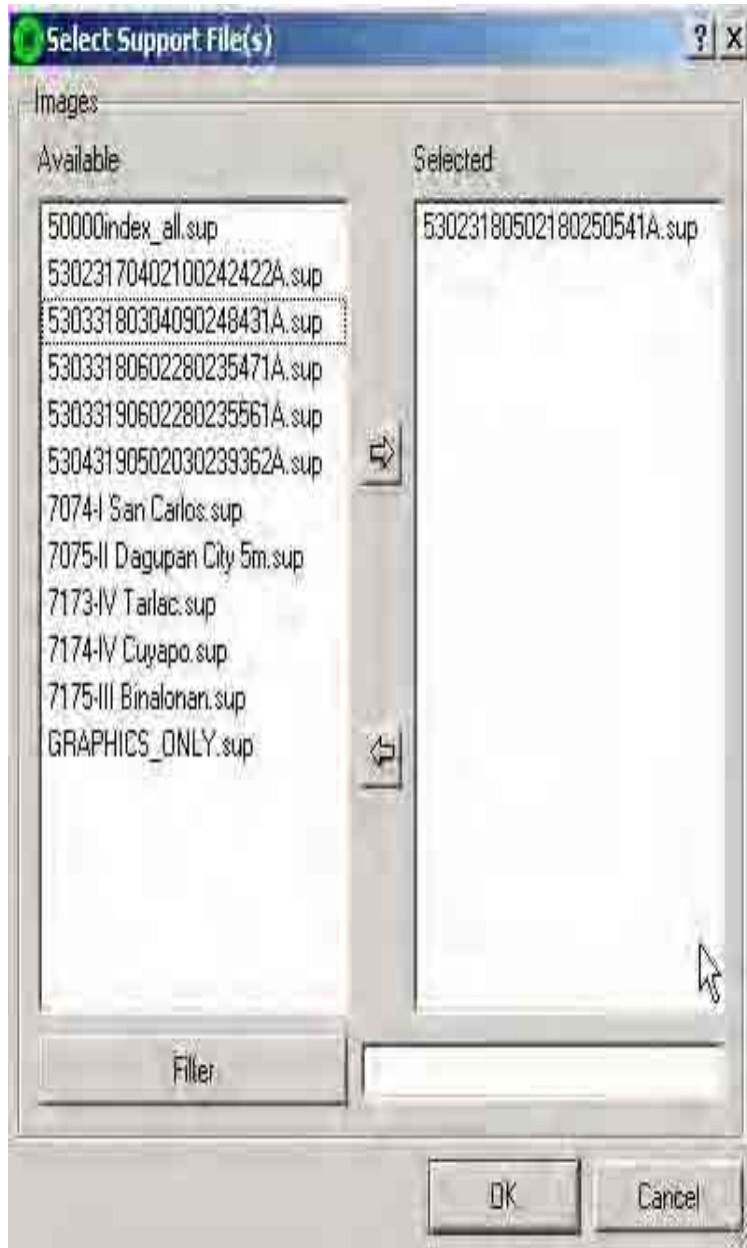 Select Support File(s)
Images
Available
Selected
50000index_all.sup
53023170402100242422A.sup
53033180304090248431A.sup
53033180602280235471A.sup
53033190602280235561A.sup
53043190502030239362A.sup
7074-I San Carlos.sup
7075-II Dagupan City 5m.sup
7173-IV Tarlac.sup
7174-IV Cuyapo.sup
7175-III Binalonan.sup
GRAPHICS_ONLY.sup
53023180502180250541A.sup
Filter
OK
Cancel